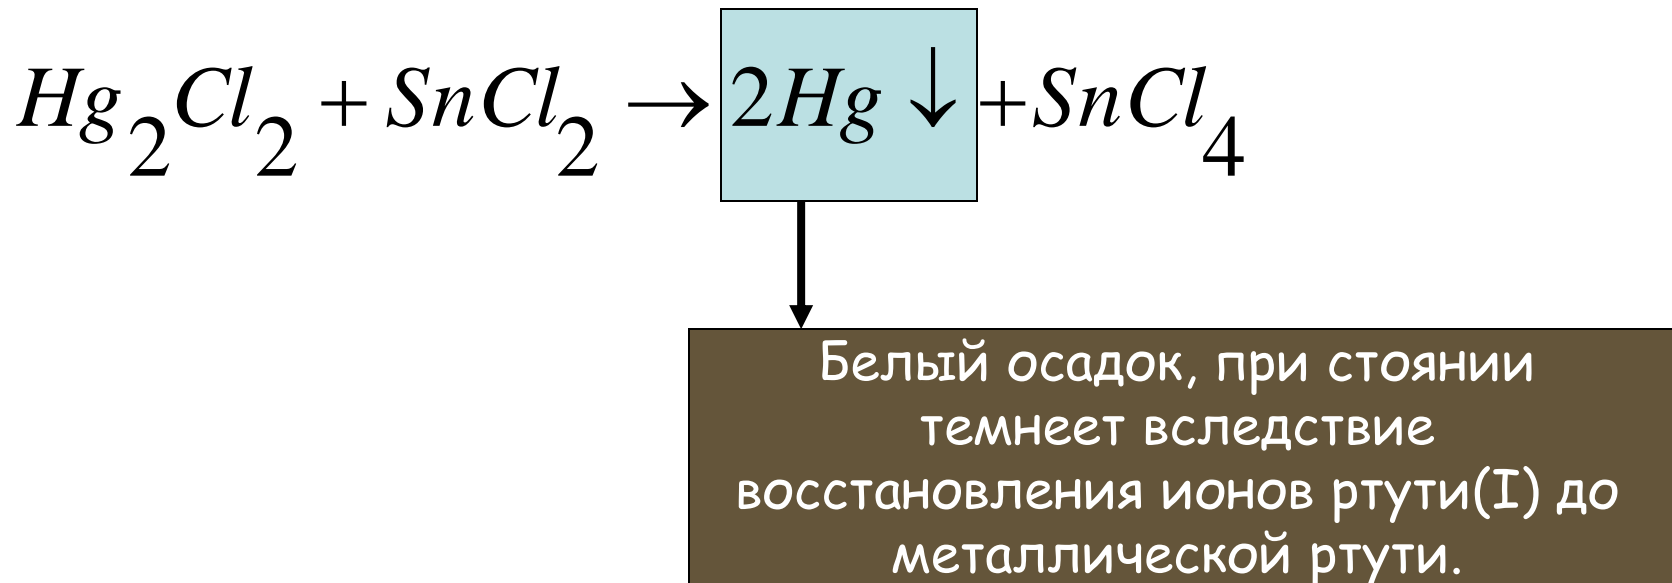 Hg₂Cl₂ + SnCl₂ → 2Hg ↓ +SnCl₄
Белый осадок, при стоянии
темнеет вследствие
восстановления ионов ртути(I) до
металлической ртути.